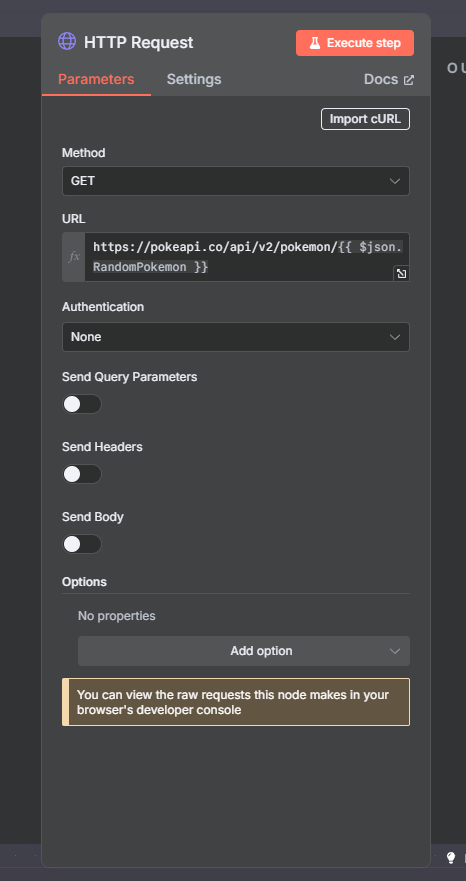 HTTP Request
Execute step
Parameters
Settings
Docs
Import cURL
Method
GET
URL
fx
https://pokeapi.co/api/v2/pokemon/{{ $json.
RandomPokemon }}
Authentication
None
Send Query Parameters
Send Headers
Send Body
Options
No properties
Add option
You can view the raw requests this node makes in your
browser's developer console